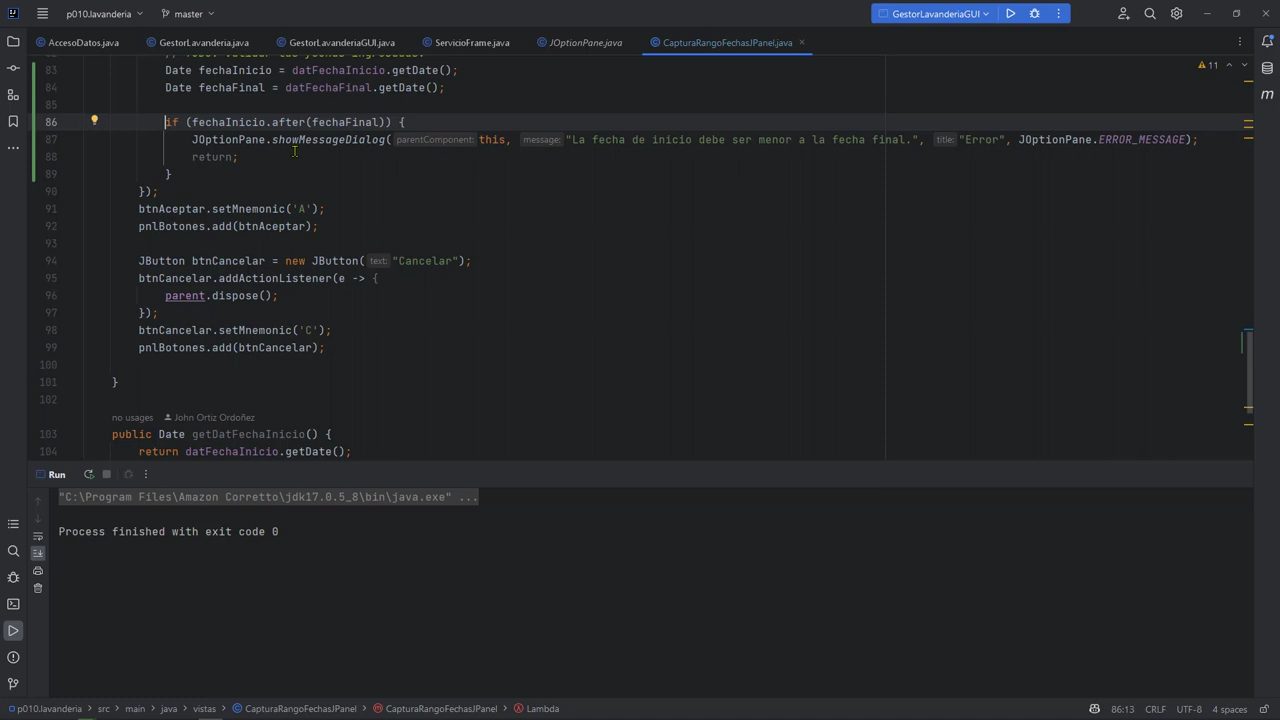 p010.lavanderia master GestorLavanderiaGUI
AccesoDatos.java GestorLavanderia.java GestorLavanderiaGUI.java ServicioFrame.java JOptionPane.java CapturaRangoFechasJPanel.java
11
83 Date fechaInicio = datFechaInicio.getDate();
84 Date fechaFinal = datFechaFinal.getDate();
85
86 if (fechaInicio.after(fechaFinal)) {
87 JOptionPane.showMessageDialog( parentComponent: this, message: "La fecha de inicio debe ser menor a la fecha final.", title: "Error", JOptionPane.ERROR_MESSAGE);
88 return;
89 }
90 });
91 btnAceptar.setMnemonic('A');
92 pnlBotones.add(btnAceptar);
93
94 JButton btnCancelar = new JButton( text: "Cancelar");
95 btnCancelar.addActionListener(e -> {
96 parent.dispose();
97 });
98 btnCancelar.setMnemonic('C');
99 pnlBotones.add(btnCancelar);
100
101 }
102
no usages John Ortiz Ordoñez
103 public Date getDatFechaInicio() {
104 return datFechaInicio.getDate();
Run
"C:\Program Files\Amazon Corretto\jdk17.0.5_8\bin\java.exe" ...
Process finished with exit code 0
p010.lavanderia > src > main > java > vistas > CapturaRangoFechasJPanel > CapturaRangoFechasJPanel > Lambda 86:13 CRLF UTF-8 4 spaces